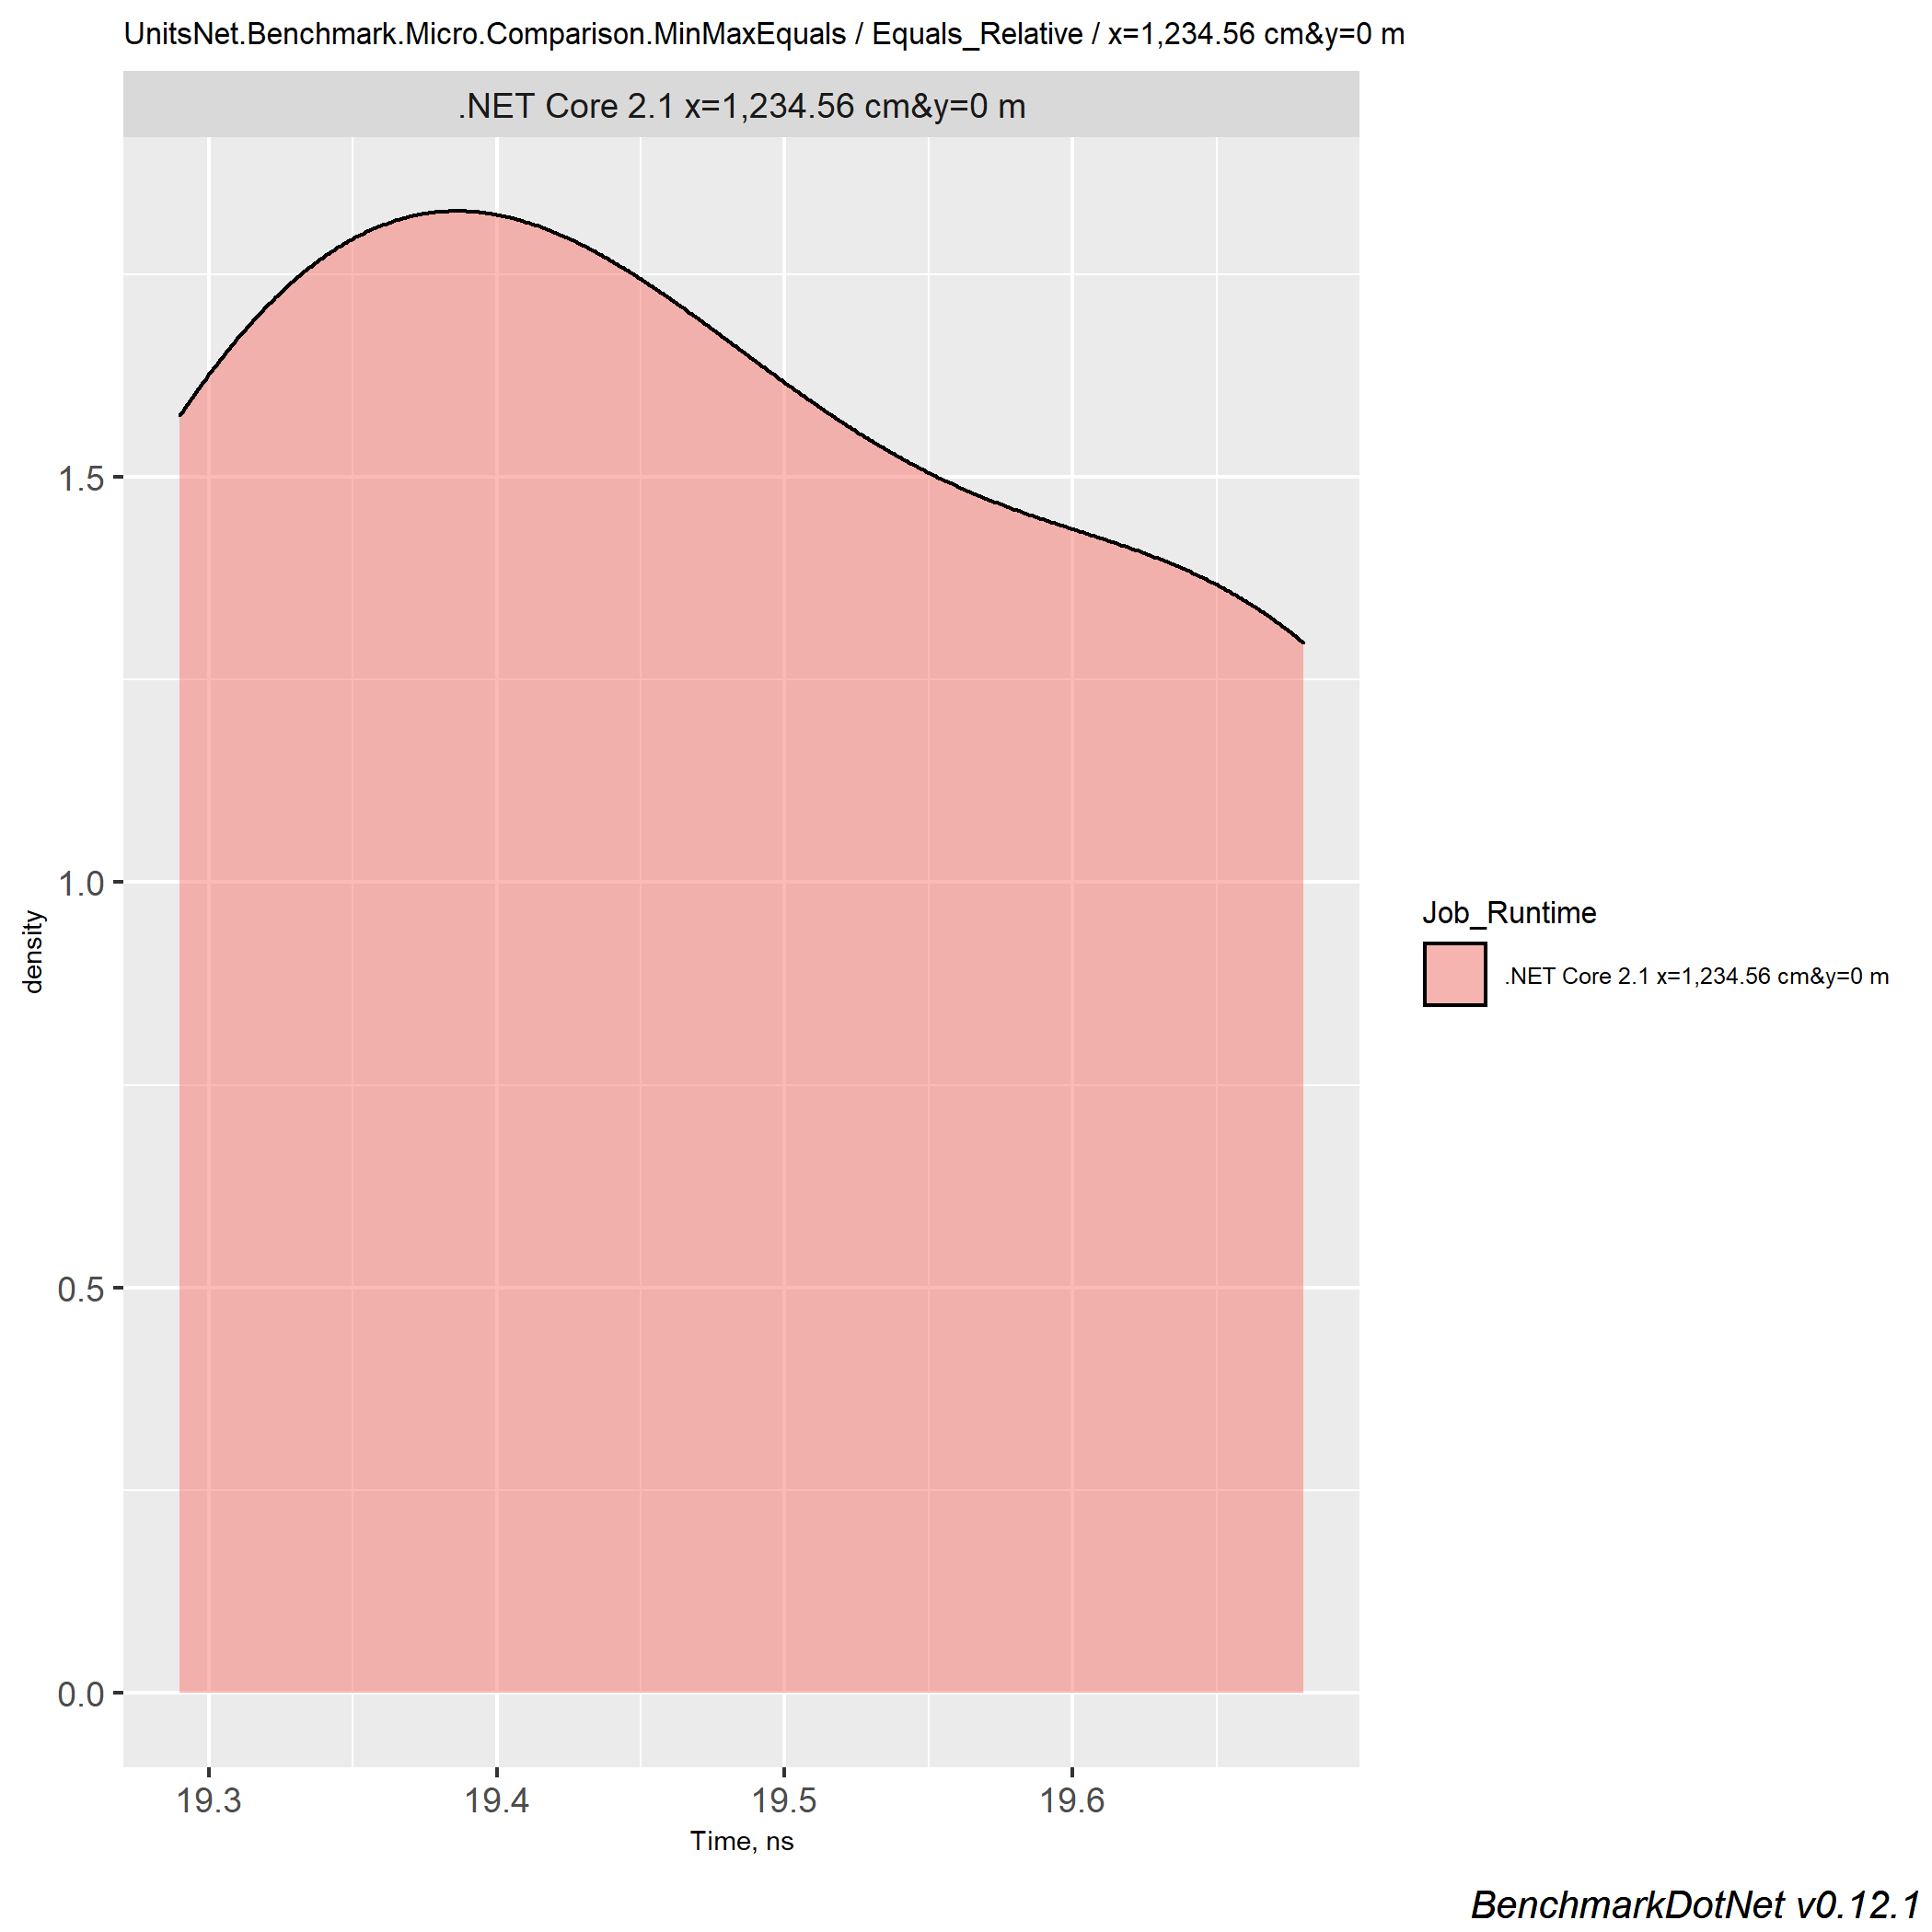 UnitsNet.Benchmark.Micro.Comparison.MinMaxEquals / Equals_Relative / x=1,234.56 cm&y=0 m
.NET Core 2.1 x=1,234.56 cm&y=0 m
1.5
1.0
0.5
0.0
density
19.3 19.4 19.5 19.6
Time, ns
Job_Runtime
.NET Core 2.1 x=1,234.56 cm&y=0 m
BenchmarkDotNet v0.12.1